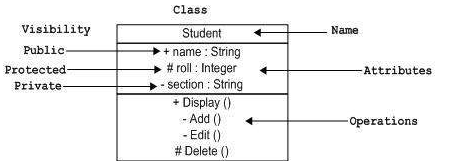 Class
Visibility
Student
Name
Public
+ name : String
Protected
# roll : Integer
Attributes
Private
- section : String
+ Display ()
- Add ()
Operations
- Edit ()
# Delete ()